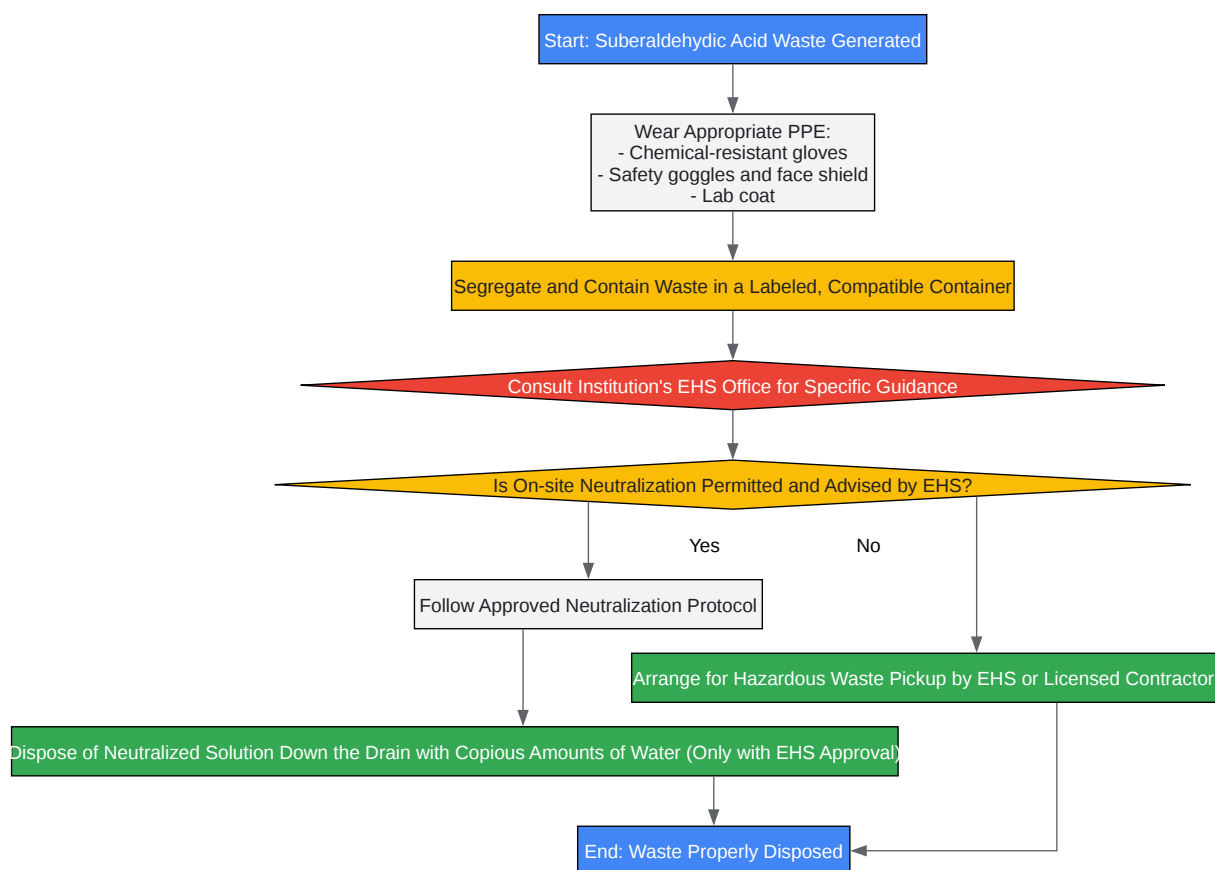 Start: Suberaldehydic Acid Waste Generated
Wear Appropriate PPE:
- Chemical-resistant gloves
- Safety goggles and face shield
- Lab coat
Segregate and Contain Waste in a Labeled, Compatible Container
Consult Institution's EHS Office for Specific Guidance
Is On-site Neutralization Permitted and Advised by EHS?
Yes
No
Follow Approved Neutralization Protocol
Arrange for Hazardous Waste Pickup by EHS or Licensed Contractor
Dispose of Neutralized Solution Down the Drain with Copious Amounts of Water (Only with EHS Approval)
End: Waste Properly Disposed